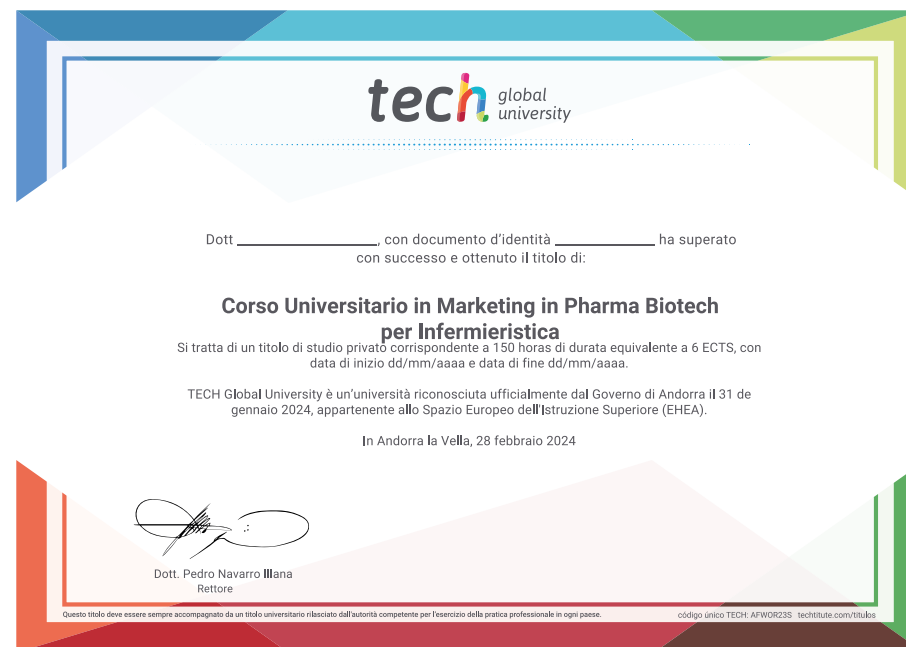 tech global university
Dott ____________, con documento d'identità ____________ ha superato
con successo e ottenuto il titolo di:
Corso Universitario in Marketing in Pharma Biotech
per Infermieristica
Si tratta di un titolo di studio privato corrispondente a 150 horas di durata equivalente a 6 ECTS, con
data di inizio dd/mm/aaaa e data di fine dd/mm/aaaa.
TECH Global University è un'università riconosciuta ufficialmente dal Governo di Andorra il 31 de
gennaio 2024, appartenente allo Spazio Europeo dell'Istruzione Superiore (EHEA).
In Andorra la Vella, 28 febbraio 2024
Dott. Pedro Navarro Illana
Rettore
Questo titolo deve essere sempre accompagnato da un titolo universitario rilasciato dall'autorità competente per l'esercizio della pratica professionale in ogni paese.
código único TECH: AFWOR23S techtitute.com/titulos